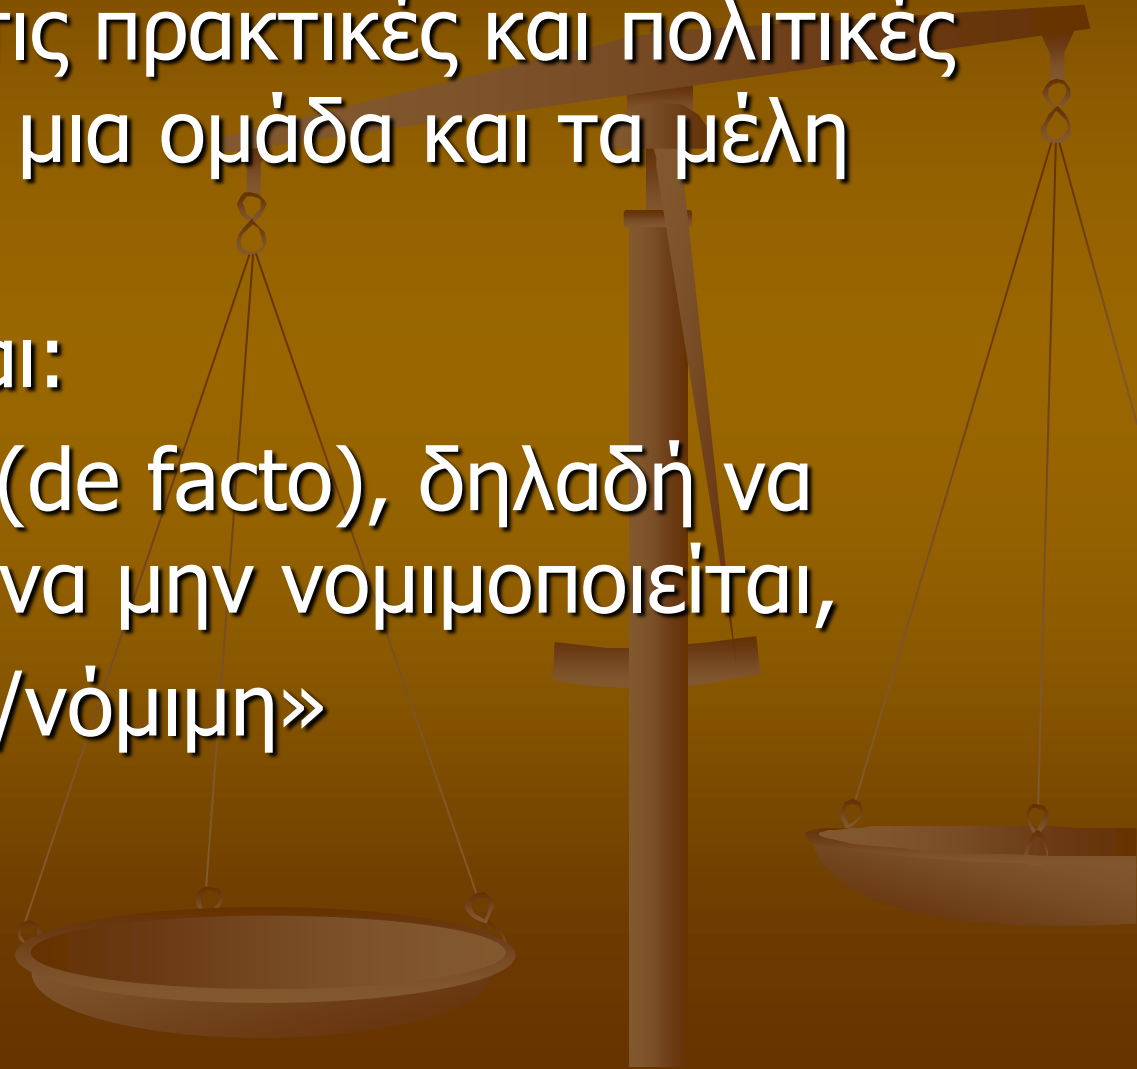 τις πρακτικές και πολιτικές
μια ομάδα και τα μέλη
αι:
(de facto), δηλαδή να
να μην νομιμοποιείται,
/νόμιμη»